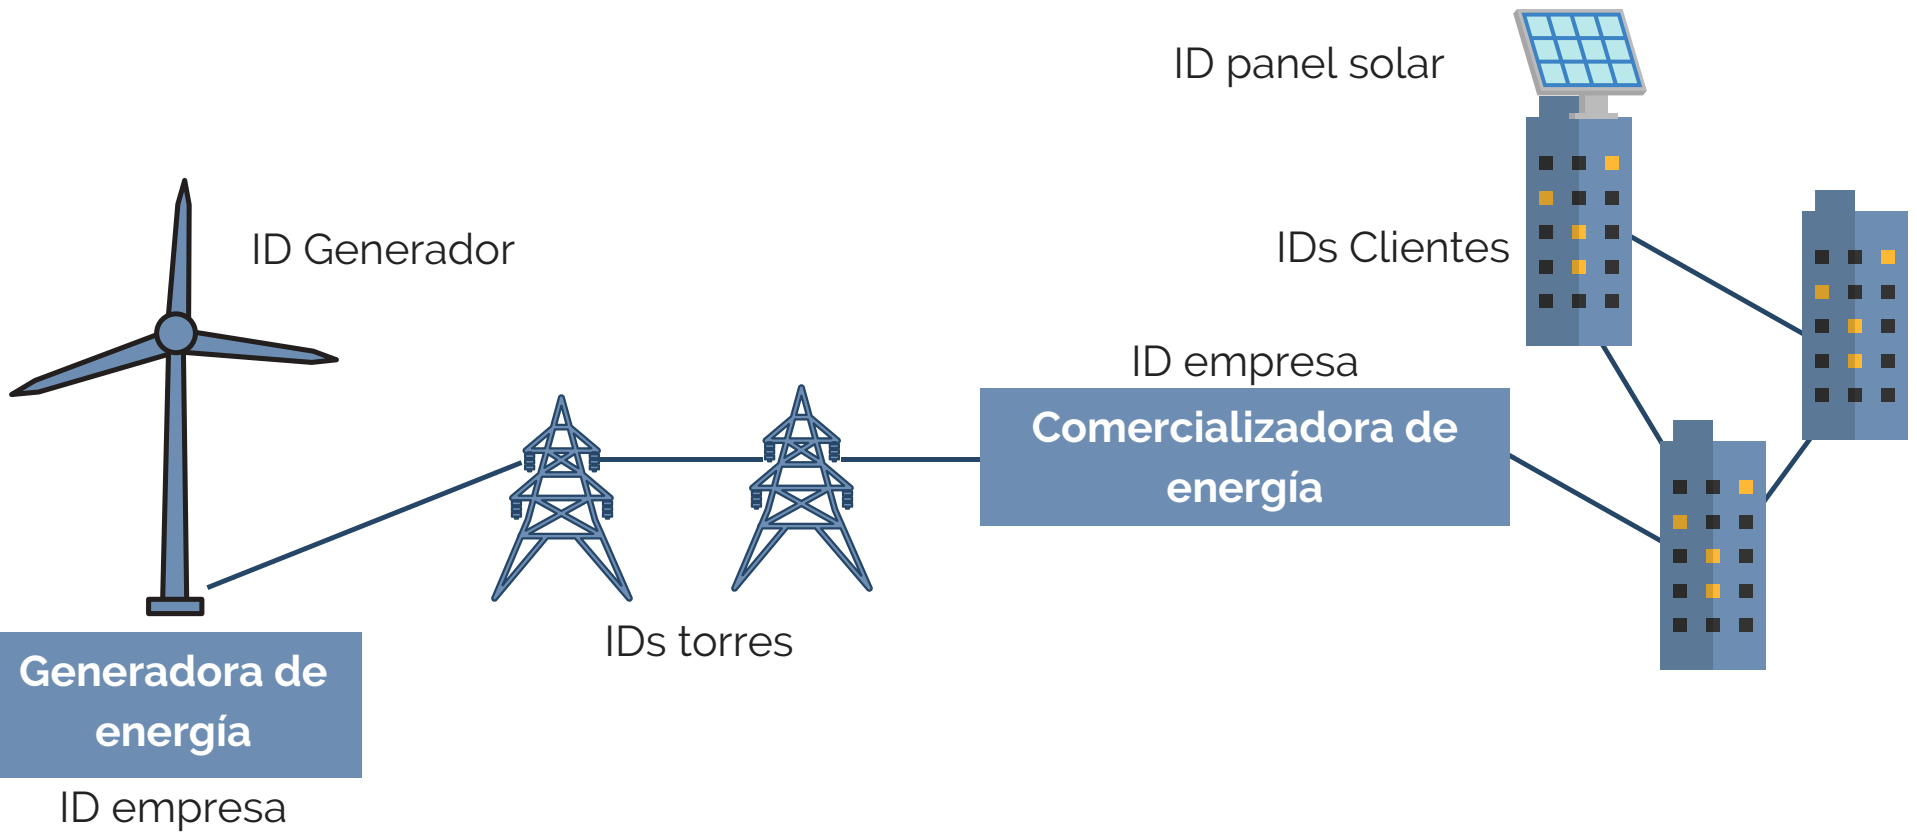 ID panel solar
ID Generador
IDs Clientes
ID empresa
Comercializadora de
energía
IDs torres
Generadora de
energía
ID empresa